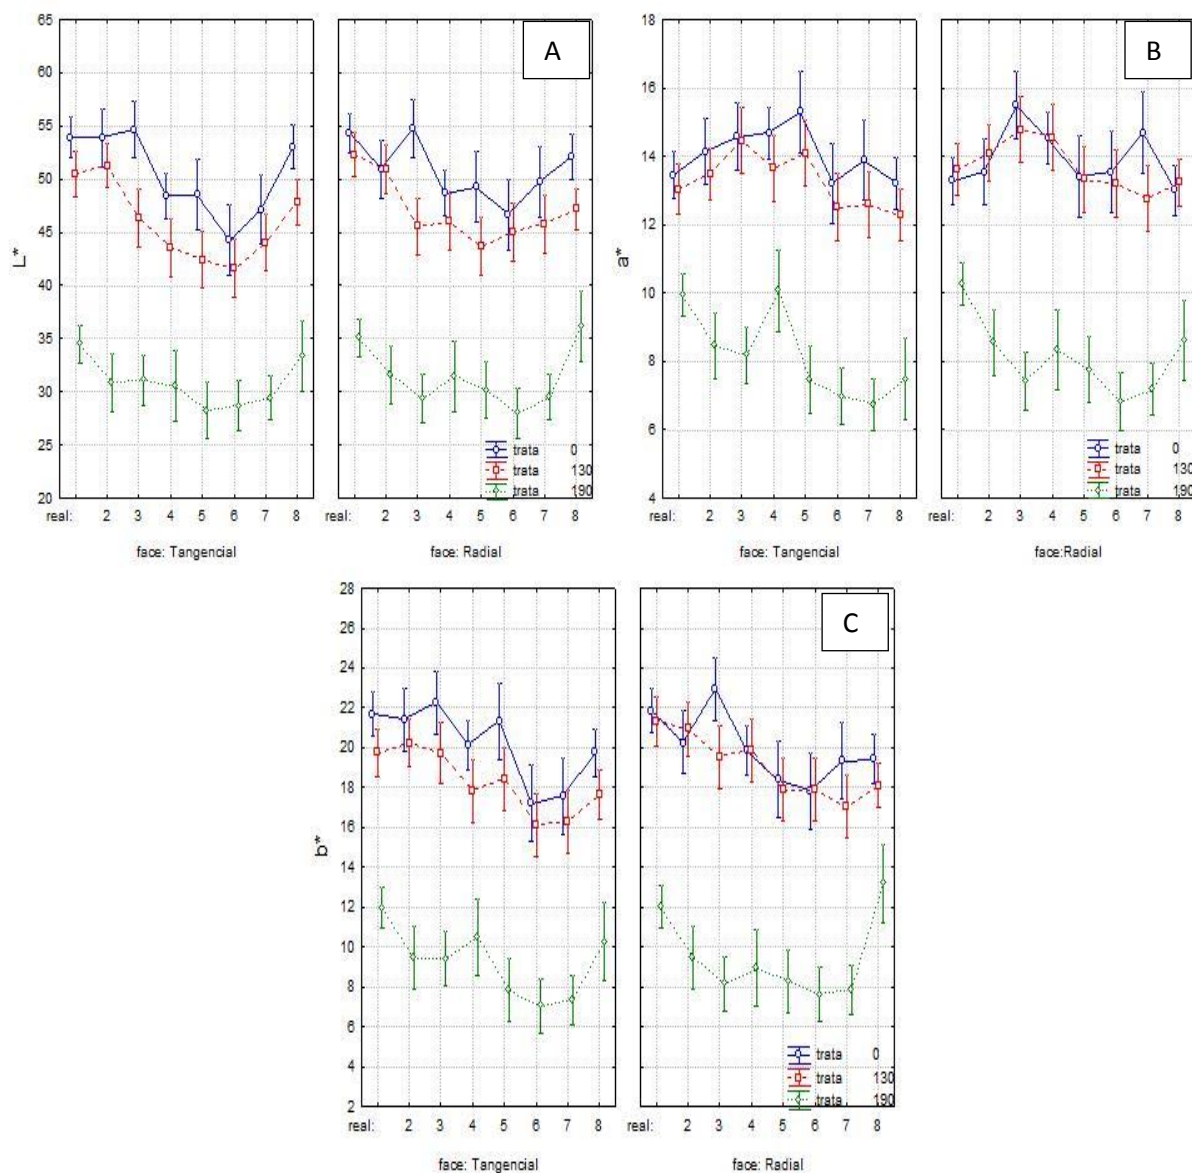 A
65
60
55
50
45
40
35
30
25
20
L*
trata 0
trata 130
trata 190
real: 2 3 4 5 6 7 8
2 3 4 5 6 7 8
face: Tangencial
face: Radial
B
18
16
14
12
10
8
6
4
a*
trata 0
trata 130
trata 190
real: 2 3 4 5 6 7 8
2 3 4 5 6 7 8
face: Tangencial
face:Radial
C
28
26
24
22
20
18
16
14
12
10
8
6
4
2
b*
trata 0
trata 130
trata 190
real: 2 3 4 5 6 7 8
2 3 4 5 6 7 8
face: Tangencial
face: Radial